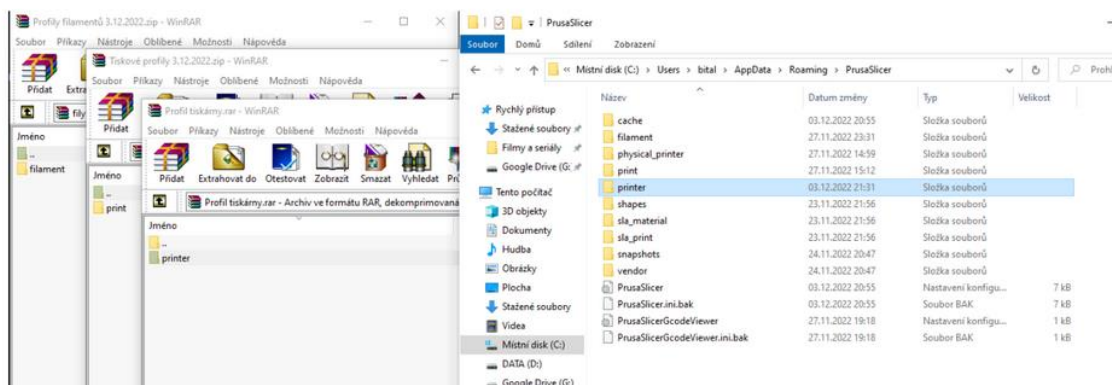 Profily filamentů 3.12.2022.zip - WinRAR
Soubor Příkazy Nástroje Oblíbené Možnosti Nápověda
Přidat
fily
Jméno
..
filament
Tiskové profily 3,12,2022.zip - WinRAR
Soubor Příkazy Nástroje Oblíbené Možnosti Nápověda
Přidat
Jméno
..
print
Profil tiskárny.rar - WinRAR
Soubor Příkazy Nástroje Oblíbené Možnosti Nápověda
Přidat Extrahovat do Otestovat Zobrazit Smazat Vyhledat
Profil tiskárny.rar - Archiv ve formátu RAR, dekomprimovaná
Jméno
..
printer
PrusaSlicer
Soubor Domů Sdílení Zobrazení
« Místní disk (C:) > Users > bital > AppData > Roaming > PrusaSlicer
Rychlý přístup
Stažené soubory
Filmy a seriály
Google Drive (G:
Tento počítač
3D objekty
Dokumenty
Hudba
Obrázky
Plocha
Stažené soubory
Videa
Místní disk (C:)
DATA (D:)
Google Drive (G:)
Název Datum změny Typ Velikost
cache 03.12.2022 20:55 Složka souborů
filament 27.11.2022 23:31 Složka souborů
physical_printer 27.11.2022 14:59 Složka souborů
print 27.11.2022 15:12 Složka souborů
printer 03.12.2022 21:31 Složka souborů
shapes 23.11.2022 21:56 Složka souborů
sla_material 23.11.2022 21:56 Složka souborů
sla_print 23.11.2022 21:56 Složka souborů
snapshots 24.11.2022 20:47 Složka souborů
vendor 24.11.2022 20:47 Složka souborů
PrusaSlicer 03.12.2022 20:55 Nastavení konfigu... 7 kB
PrusaSlicer.ini.bak 03.12.2022 20:55 Soubor BAK 7 kB
PrusaSlicerGcodeViewer 27.11.2022 19:18 Nastavení konfigu... 1 kB
PrusaSlicerGcodeViewer.ini.bak 27.11.2022 19:18 Soubor BAK 1 kB